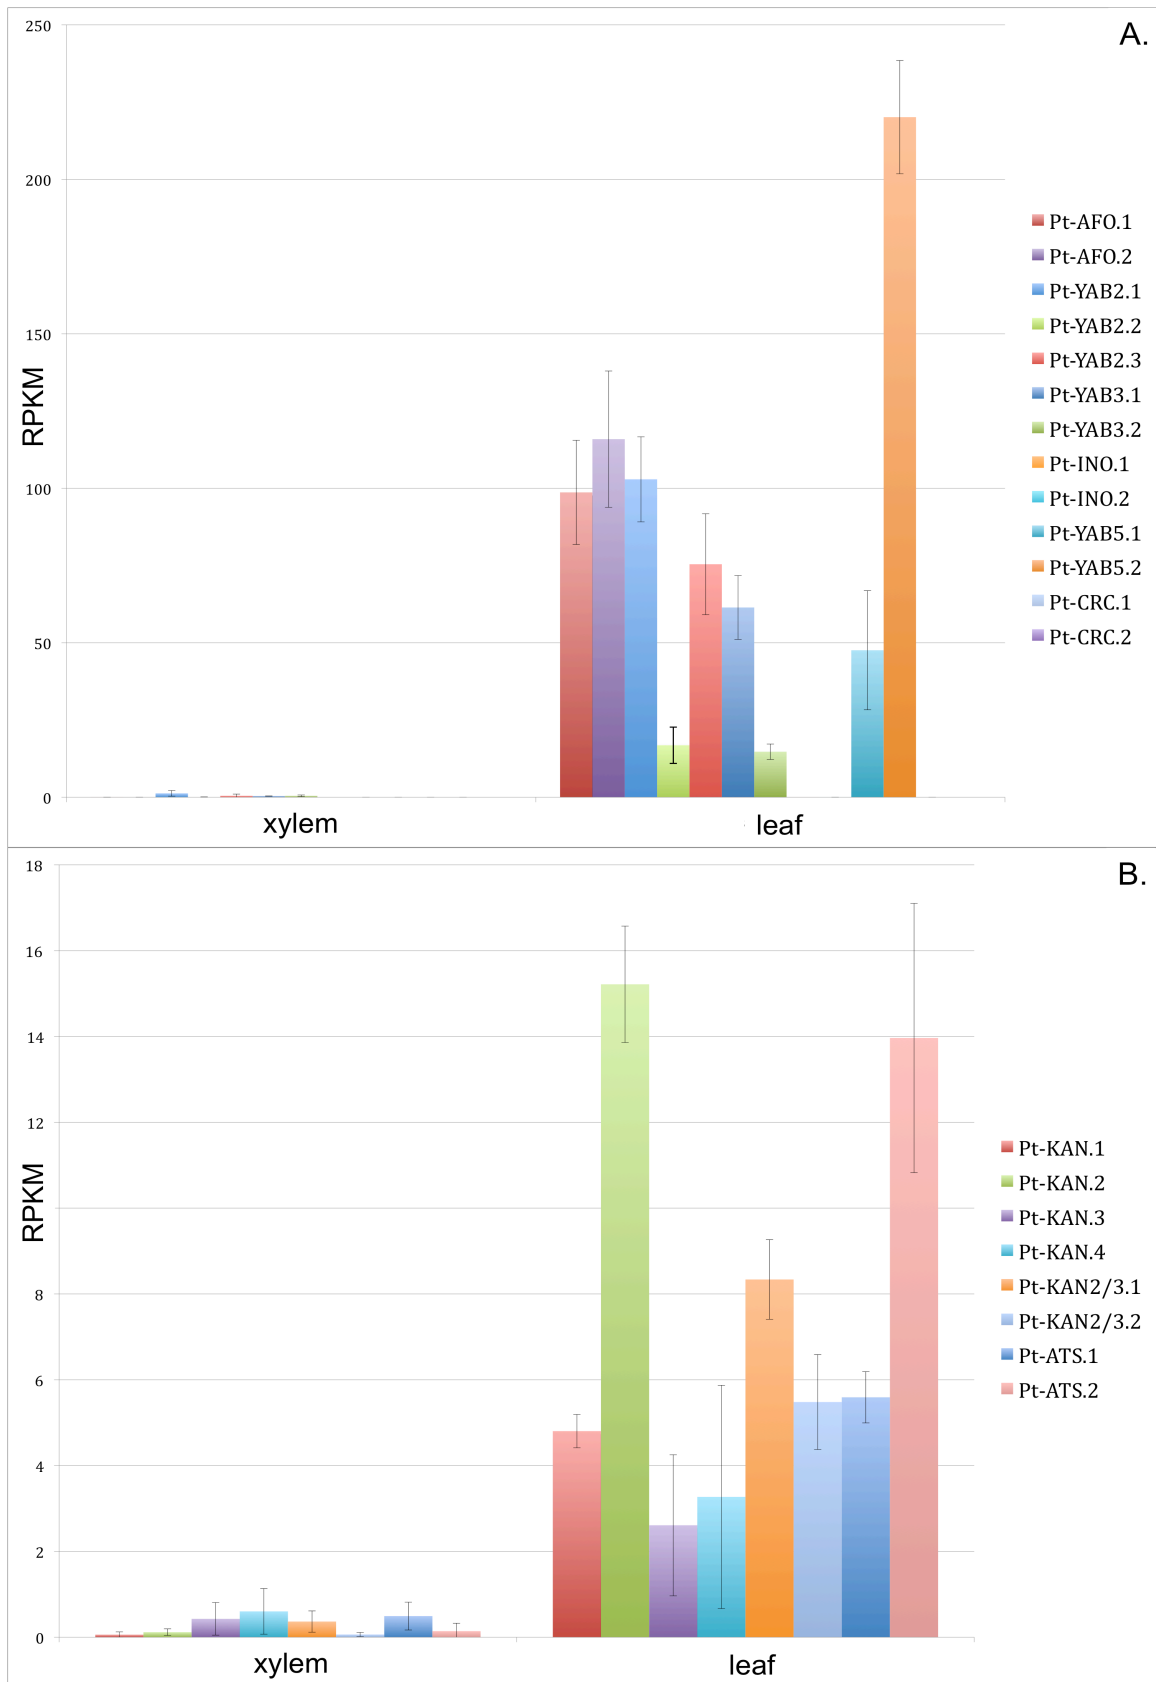 A.
250
200
150
100
50
0
RPKM
xylem
leaf
Pt-AFO.1
Pt-AFO.2
Pt-YAB2.1
Pt-YAB2.2
Pt-YAB2.3
Pt-YAB3.1
Pt-YAB3.2
Pt-INO.1
Pt-INO.2
Pt-YAB5.1
Pt-YAB5.2
Pt-CRC.1
Pt-CRC.2
B.
18
16
14
12
8
6
4
2
0
RPKM
xylem
leaf
Pt-KAN.1
Pt-KAN.2
Pt-KAN.3
Pt-KAN.4
Pt-KAN2/3.1
Pt-KAN2/3.2
Pt-ATS.1
Pt-ATS.2